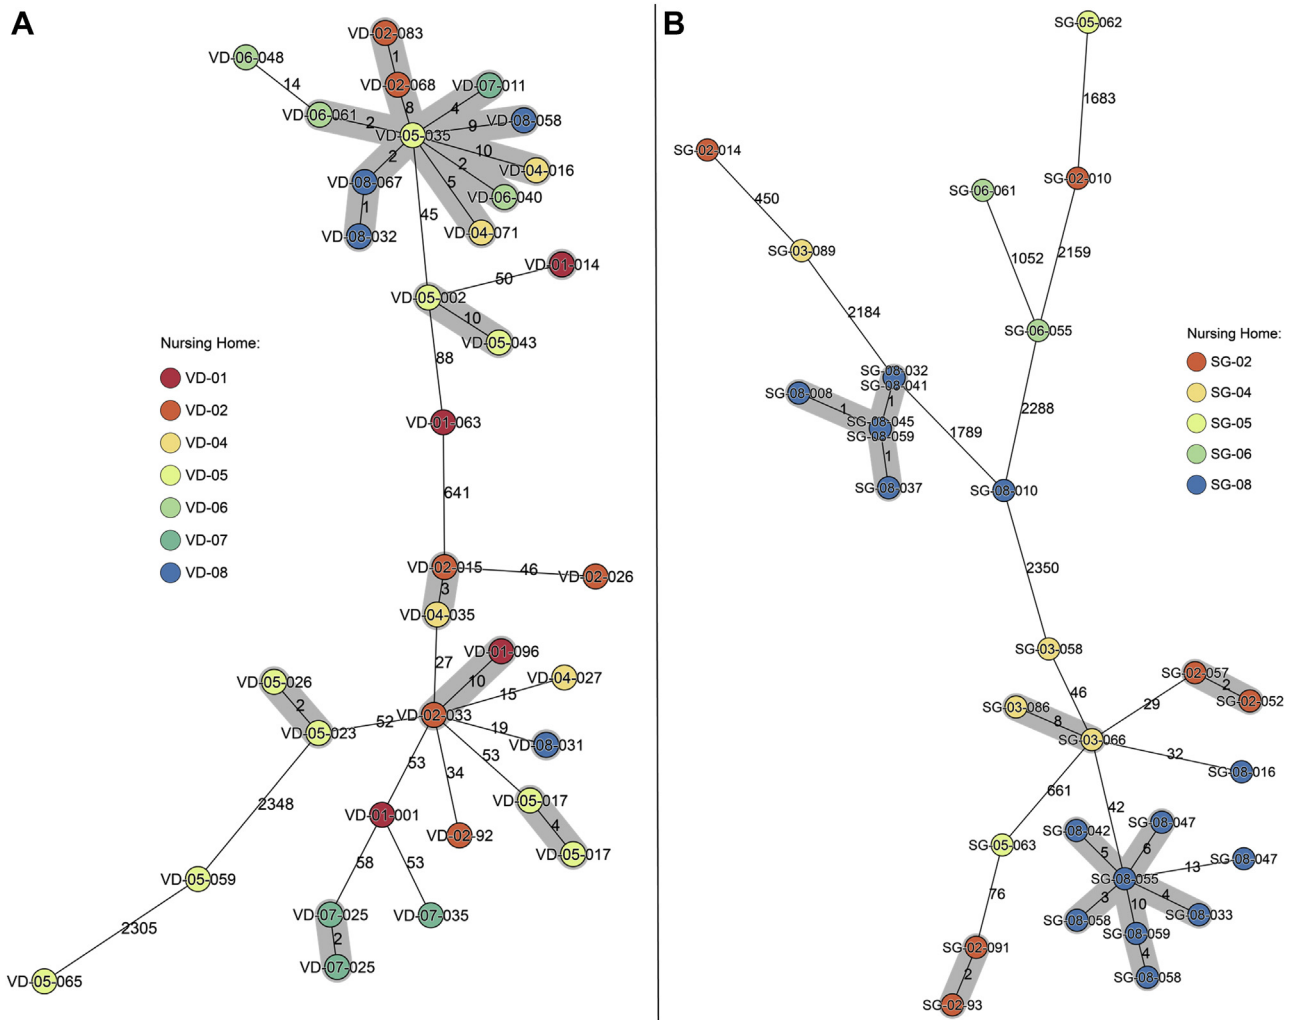 A
VD-02-083
VD-06-048
1
14
VD-02-068
VD-07-011
8
4
VD-06-061
2
9
VD-08-058
VD-05-035
10
2
2
VD-04-016
VD-08-067
5
VD-06-040
1
45
VD-08-032
VD-04-071
VD-01-014
50
VD-05-002
10
VD-05-043
88
Nursing Home:
VD-01
VD-02
VD-04
VD-05
VD-06
VD-07
VD-08
VD-01-063
641
VD-02-015
46
VD-02-026
3
VD-04-035
27
VD-01-096
10
VD-04-027
15
VD-05-026
2
VD-05-023
52
VD-02-033
19
VD-08-031
53
53
34
2348
VD-05-017
VD-01-001
4
VD-02-92
VD-05-017
58
53
VD-05-059
2305
VD-07-025
VD-07-035
2
VD-07-025
VD-05-065
B
SG-05-062
1683
SG-02-014
SG-02-010
450
SG-06-061
SG-03-089
1052
2159
2184
SG-06-055
Nursing Home:
SG-02
SG-04
SG-05
SG-06
SG-08
SG-08-032
SG-08-041
SG-08-008
1
1
SG-08-045
SG-08-059
1
SG-08-037
1789
2288
SG-08-010
2350
SG-03-058
46
SG-02-057
2
SG-02-052
SG-03-086
8
29
SG-03-066
32
SG-08-016
661
42
SG-08-042
SG-08-047
5
6
SG-05-063
13
SG-08-047
SG-08-055
76
3
10
4
SG-08-058
SG-08-033
SG-08-059
SG-02-091
4
2
SG-08-058
SG-02-93